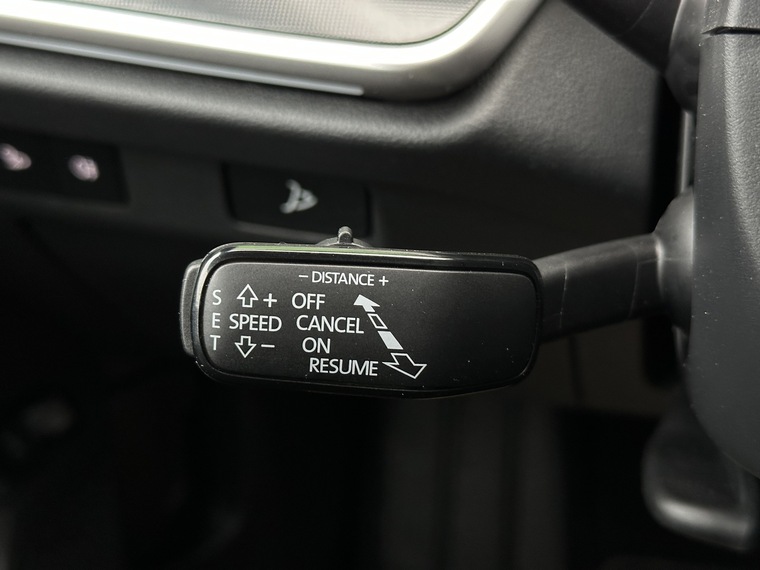 – DISTANCE +
S + OFF
E SPEED CANCEL
T – ON
RESUME